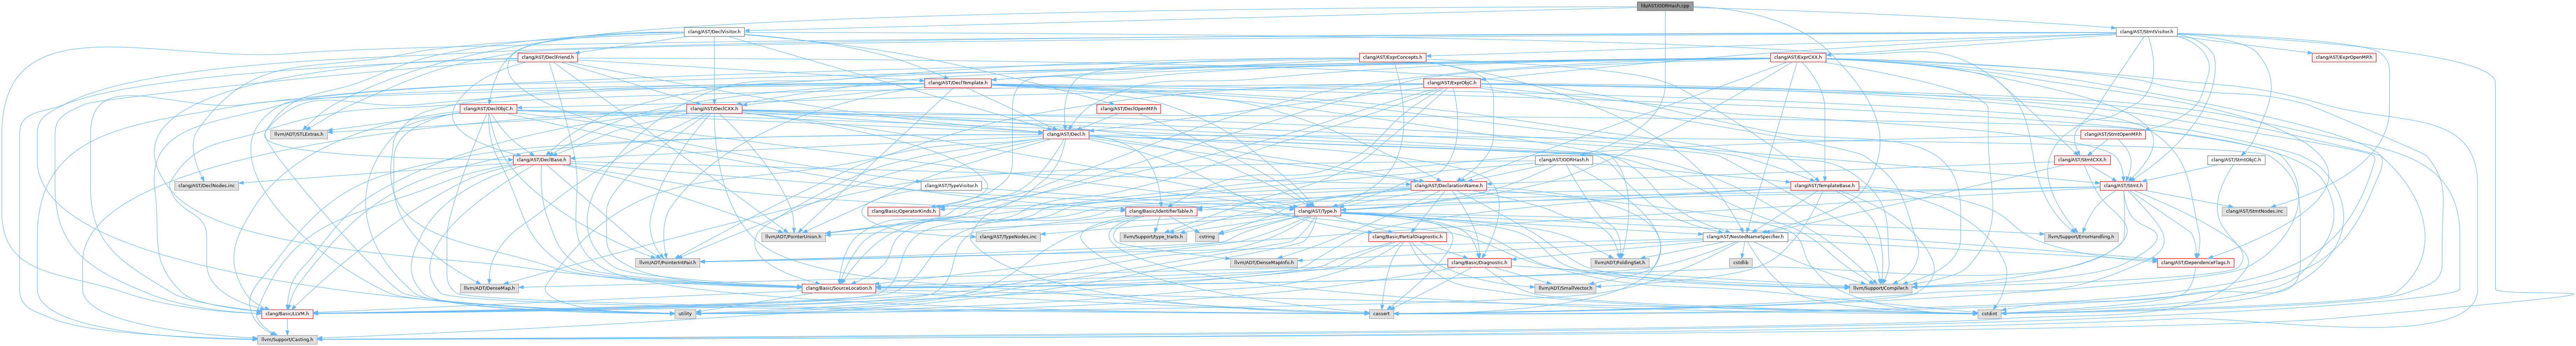 lib/AST/ODRHash.cpp
clang/AST/DeclVisitor.h
clang/AST/StmtVisitor.h
clang/AST/DeclFriend.h
clang/AST/ExprConcepts.h
clang/AST/ExprCXX.h
clang/AST/ExprOpenMP.h
clang/AST/DeclTemplate.h
clang/AST/ExprObjC.h
clang/AST/DeclObjC.h
clang/AST/DeclCXX.h
clang/AST/DeclOpenMP.h
llvm/ADT/STLExtras.h
clang/AST/Decl.h
clang/AST/StmtOpenMP.h
clang/AST/DeclBase.h
clang/AST/ODRHash.h
clang/AST/StmtCXX.h
clang/AST/StmtObjC.h
clang/AST/DeclNodes.inc
clang/AST/TypeVisitor.h
clang/AST/DeclarationName.h
clang/AST/TemplateBase.h
clang/AST/Stmt.h
clang/Basic/OperatorKinds.h
clang/Basic/IdentifierTable.h
clang/AST/Type.h
clang/AST/StmtNodes.inc
llvm/ADT/PointerUnion.h
clang/AST/TypeNodes.inc
llvm/Support/type_traits.h
cstring
clang/Basic/PartialDiagnostic.h
clang/AST/NestedNameSpecifier.h
llvm/Support/ErrorHandling.h
llvm/ADT/PointerIntPair.h
llvm/ADT/DenseMapInfo.h
clang/Basic/Diagnostic.h
llvm/ADT/FoldingSet.h
cstdlib
clang/AST/DependenceFlags.h
llvm/ADT/DenseMap.h
clang/Basic/SourceLocation.h
llvm/ADT/SmallVector.h
llvm/Support/Compiler.h
clang/Basic/LLVM.h
utility
cassert
cstdint
llvm/Support/Casting.h